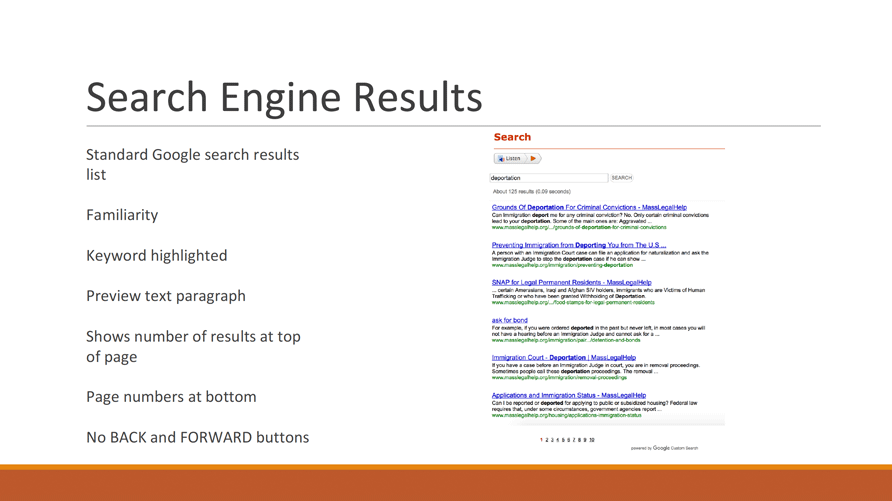 Search Engine Results
Standard Google search results
list
Familiarity
Keyword highlighted
Preview text paragraph
Shows number of results at top
of page
Page numbers at bottom
No BACK and FORWARD buttons
Search
Listen
deportation
SEARCH
About 125 results (0.09 seconds)
Grounds Of Deportation For Criminal Convictions - MassLegalHelp
Can Immigration deport me for any criminal conviction? No. Only certain criminal convictions
lead to your deportation. Some of the main ones are: Aggravated ...
www.masslegalhelp.org/.../grounds-of-deportation-for-criminal-convictions
Preventing Immigration from Deporting You from The U.S ...
A person with an Immigration Court case can file an application for naturalization and ask the
Immigration Judge to stop the deportation case if he can show ...
www.masslegalhelp.org/immigration/preventing-deportation
SNAP for Legal Permanent Residents - MassLegalHelp
... certain Amerasians, Iraqi and Afghan SIV holders. Immigrants who are Victims of Human
Trafficking or who have been granted Withholding of Deportation.
www.masslegalhelp.org/.../food-stamps-for-legal-permanent-residents
ask for bond
For example, if you were ordered deported in the past but never left, in most cases you will
not have a hearing before an Immigration Judge and cannot ask for a ...
www.masslegalhelp.org/immigration/pair.../detention-and-bonds
Immigration Court - Deportation | MassLegalHelp
If you have a case before an Immigration Judge in court, you are in removal proceedings.
Sometimes people call these deportation proceedings. The removal ...
www.masslegalhelp.org/immigration/removal-proceedings
Applications and Immigration Status - MassLegalHelp
Can I be reported or deported for applying to public or subsidized housing? Federal law
requires that, under some circumstances, government agencies report ...
www.masslegalhelp.org/housing/applications-immigration-status
1 2 3 4 5 6 7 8 9 10
powered by Google Custom Search